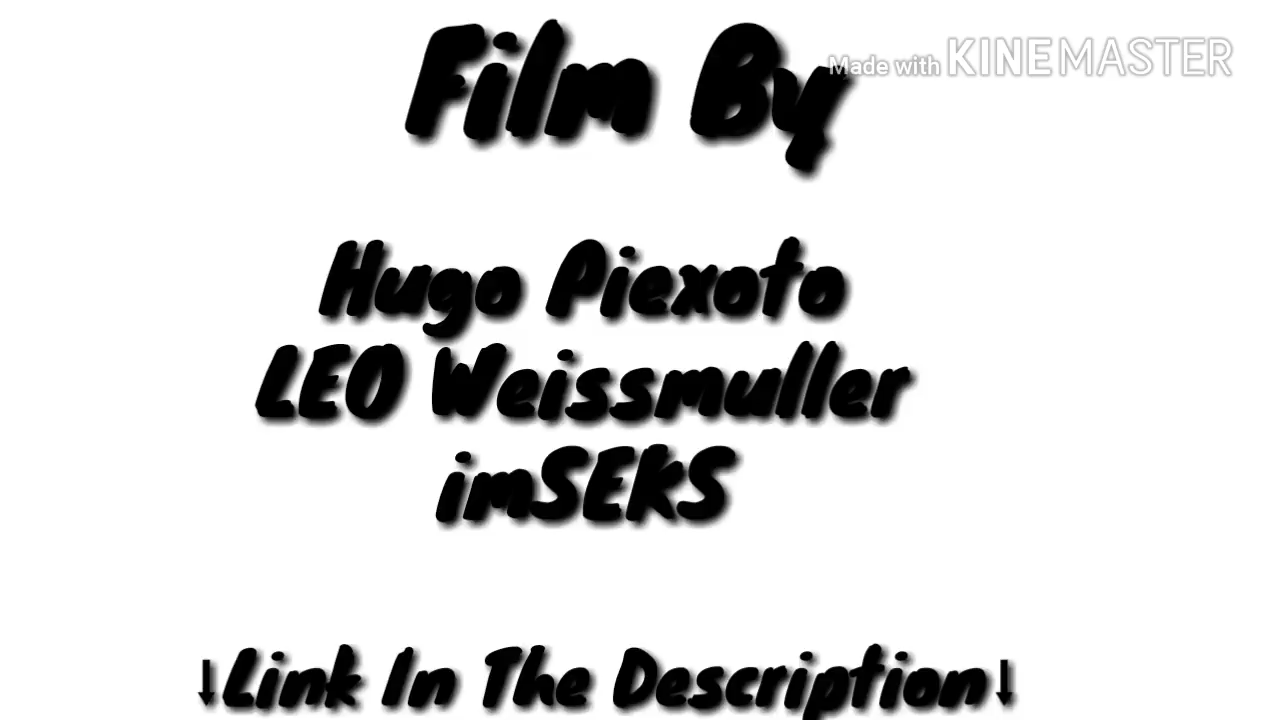 Film By
Made with KINEMASTER
Hugo Piexoto
LEO Weissmuller
imSEKS
↓Link In The Description↓